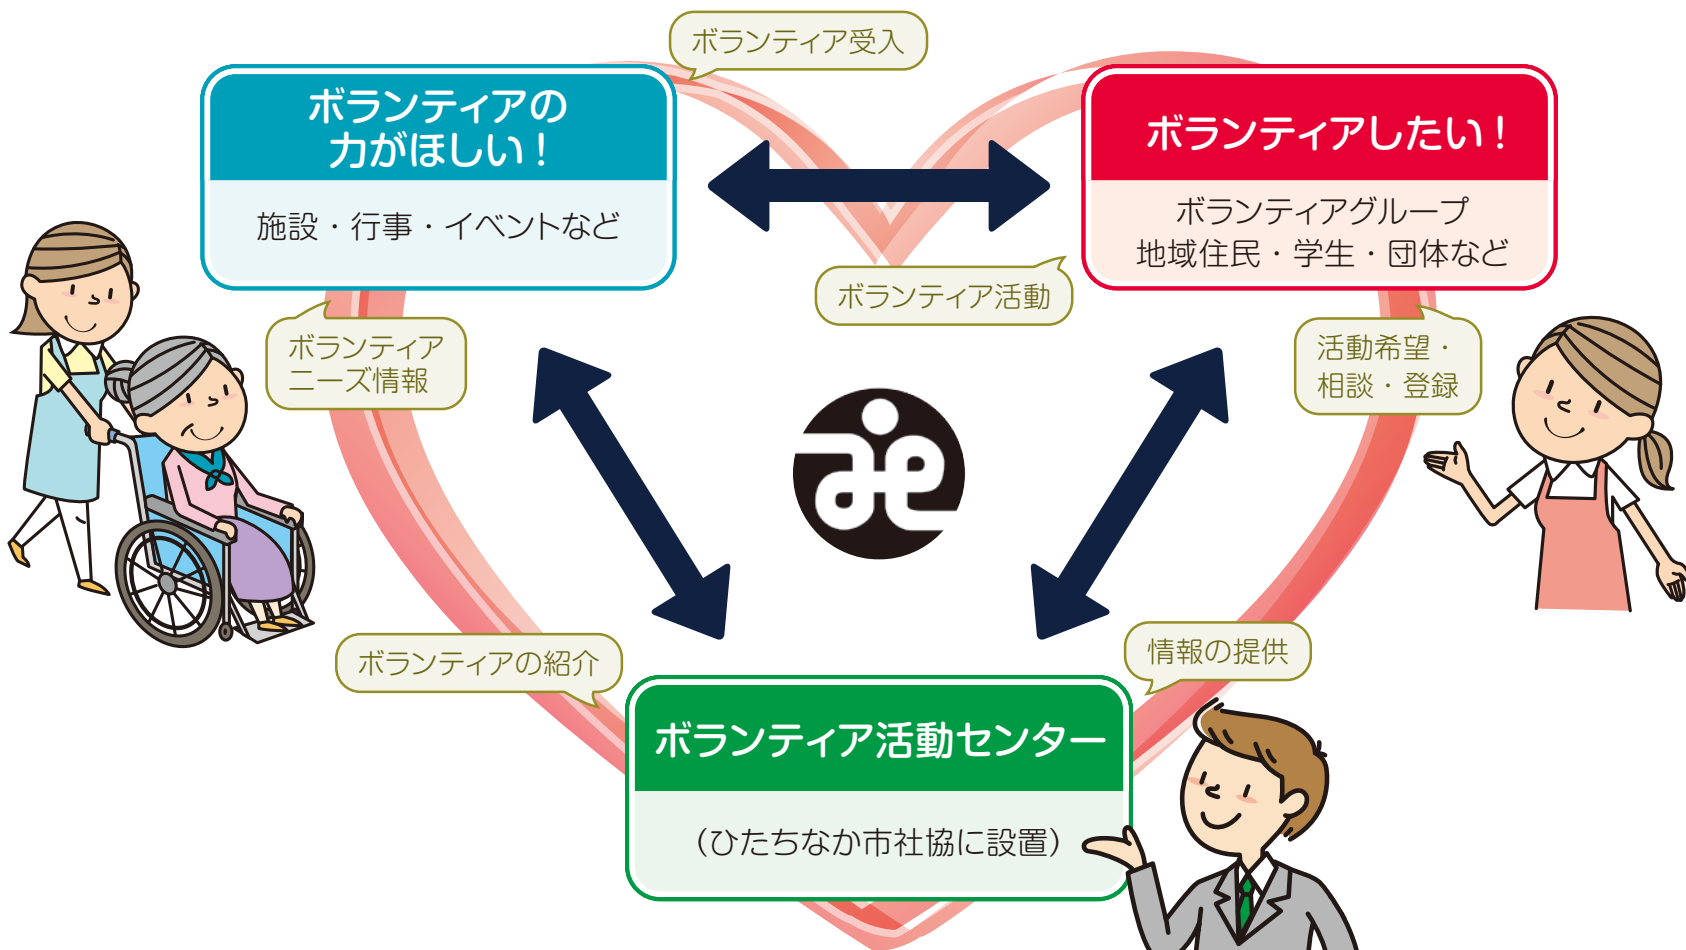 ボランティア受入
ボランティアの
力がほしい！
施設・行事・イベントなど
ボランティアしたい！
ボランティアグループ
地域住民・学生・団体など
ボランティア活動
ボランティア
ニーズ情報
活動希望・
相談・登録
ボランティアの紹介
情報の提供
ボランティア活動センター
（ひたちなか市社協に設置）